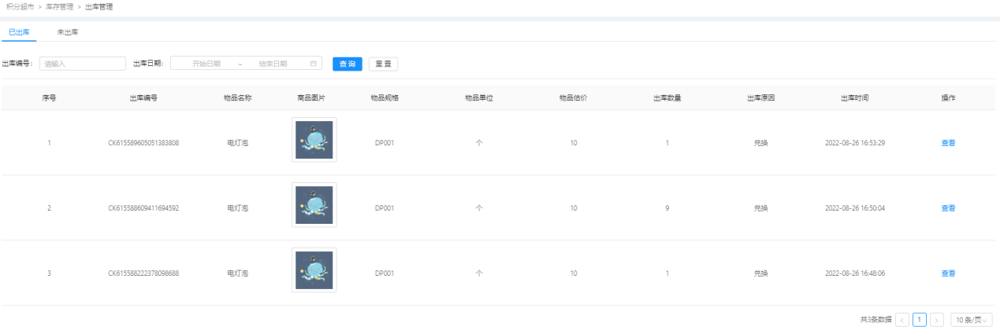 积分超市 > 库存管理 > 出库管理
已出库 未出库
出库编号: 请输入 出库日期: 开始日期 ~ 结束日期 查询 重置
序号 出库编号 物品名称 商品图片 物品规格 物品单位 物品估价 出库数量 出库原因 出库时间 操作
1 CK615589605051383808 电灯泡 DP001 个 10 1 兑换 2022-08-26 16:53:29 查看
2 CK615588609411694592 电灯泡 DP001 个 10 9 兑换 2022-08-26 16:50:04 查看
3 CK615588222378098688 电灯泡 DP001 个 10 1 兑换 2022-08-26 16:48:06 查看
共3条数据 < 1 > 10 条/页